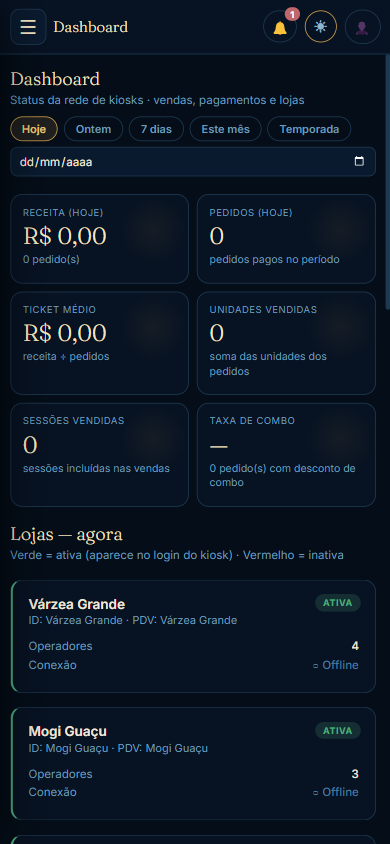 Dashboard
1
Dashboard
Status da rede de kiosks · vendas, pagamentos e lojas
Hoje
Ontem
7 dias
Este mês
Temporada
dd/mm/aaaa
RECEITA (HOJE)
R$ 0,00
0 pedido(s)
PEDIDOS (HOJE)
0
pedidos pagos no período
TICKET MÉDIO
R$ 0,00
receita ÷ pedidos
UNIDADES VENDIDAS
0
soma das unidades dos
pedidos
SESSÕES VENDIDAS
0
sessões incluídas nas vendas
TAXA DE COMBO
—
0 pedido(s) com desconto de
combo
Lojas — agora
Verde = ativa (aparece no login do kiosk) · Vermelho = inativa
Várzea Grande
ATIVA
ID: Várzea Grande · PDV: Várzea Grande
Operadores
4
Conexão
○ Offline
Mogi Guaçu
ATIVA
ID: Mogi Guaçu · PDV: Mogi Guaçu
Operadores
3
Conexão
○ Offline